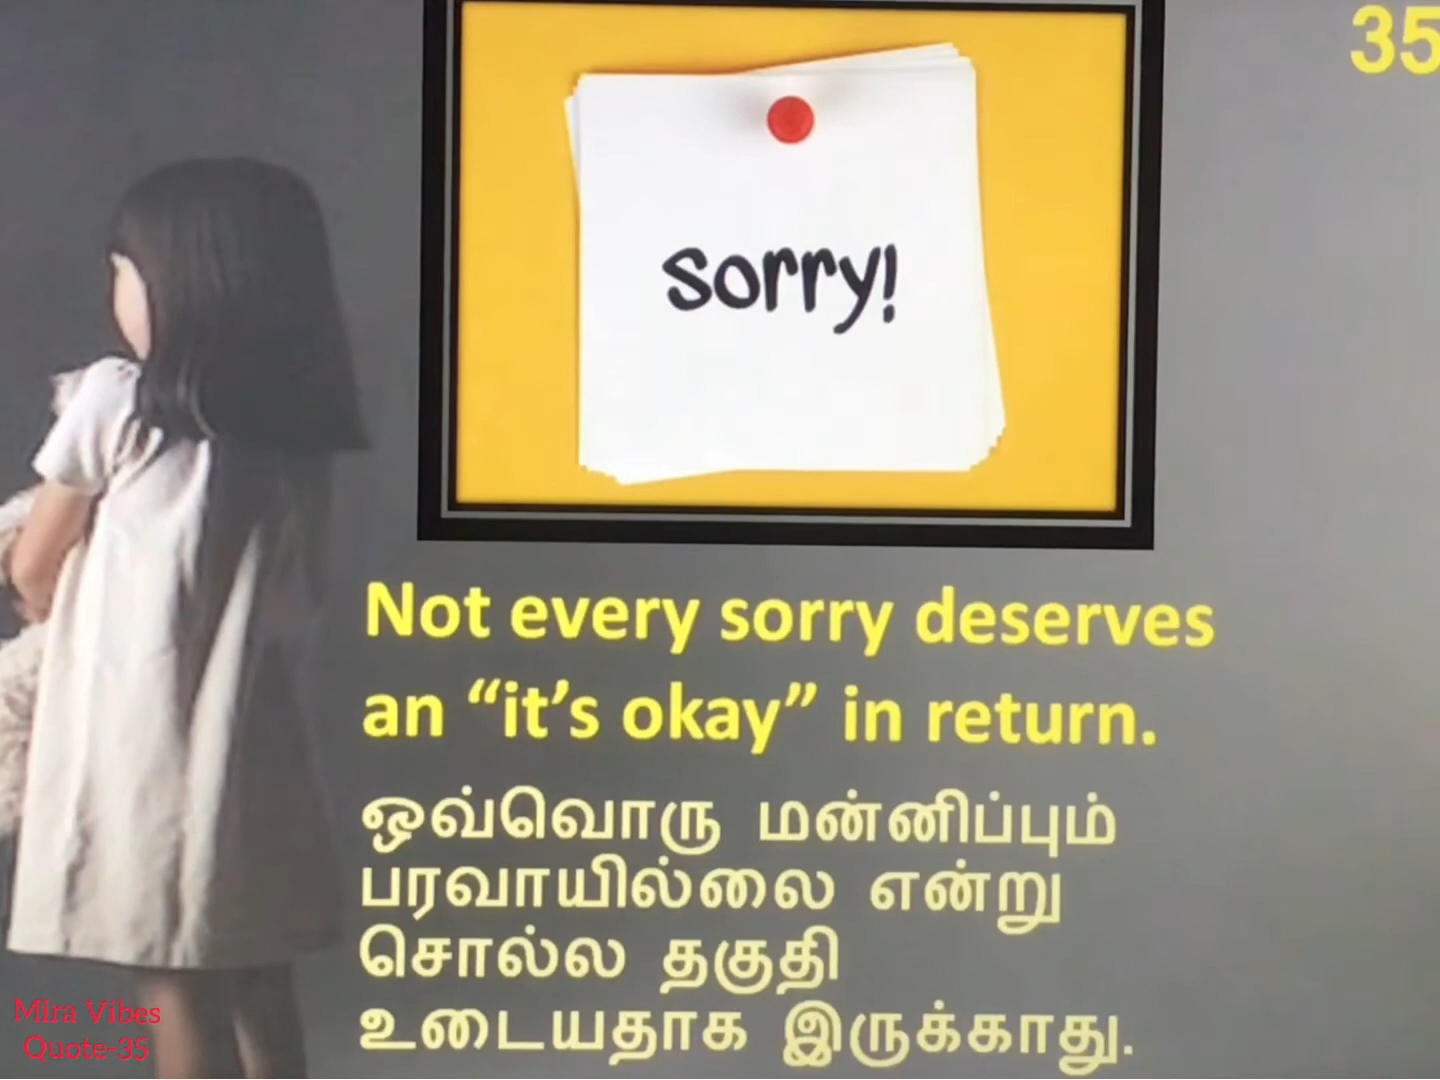 35
sorry!
Not every sorry deserves
an “it’s okay” in return.
ஒவ்வொரு மன்னிப்பும்
பரவாயில்லை என்று
சொல்ல தகுதி
உடையதாக இருக்காது.
Mira Vibes
Quote-35